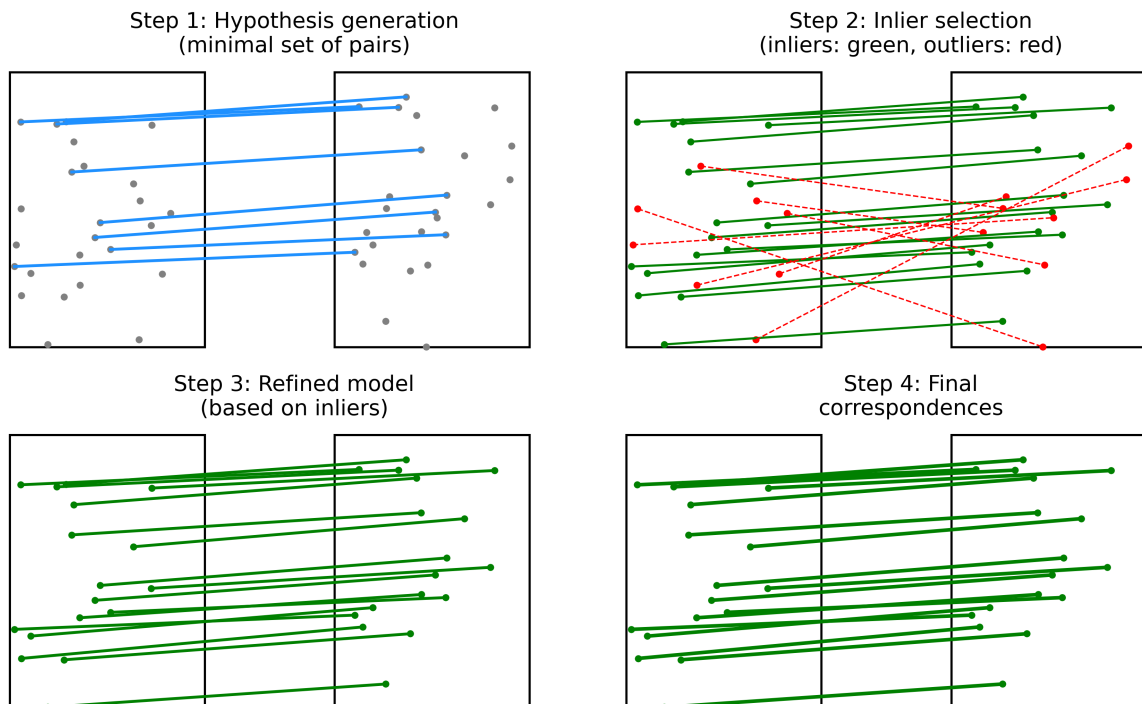 Step 1: Hypothesis generation
(minimal set of pairs)
Step 2: Inlier selection
(inliers: green, outliers: red)
Step 3: Refined model
(based on inliers)
Step 4: Final
correspondences